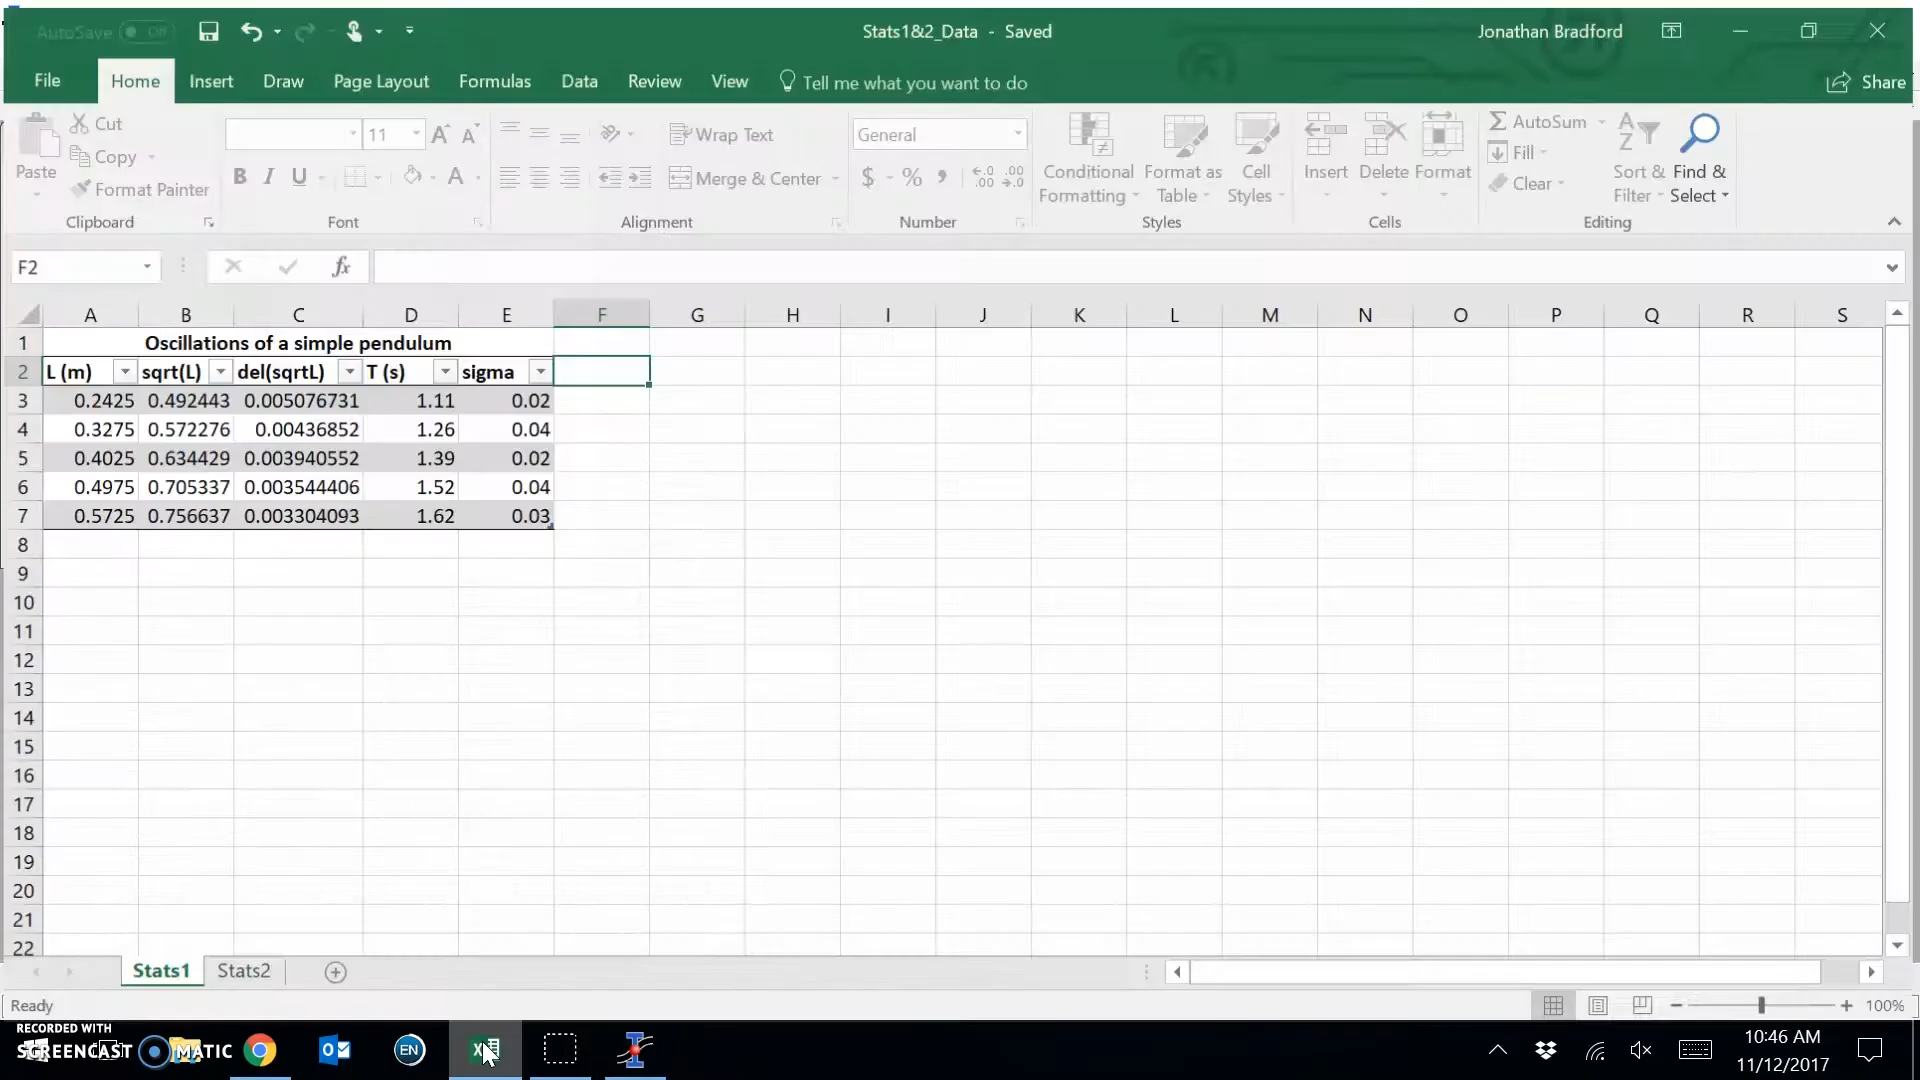 AutoSave Off
Stats1&2_Data - Saved
Jonathan Bradford
File Home Insert Draw Page Layout Formulas Data Review View Tell me what you want to do Share
Paste
Cut
Copy
Format Painter
Clipboard
11
B I U A
Font
Wrap Text
Merge & Center
Alignment
General
$ % ,
Number
Conditional Formatting
Format as Table
Cell Styles
Styles
Insert Delete Format
Cells
AutoSum
Fill
Clear
Sort & Filter
Find & Select
Editing
F2 fx
A B C D E F G H I J K L M N O P Q R S
1 Oscillations of a simple pendulum
2 L (m) sqrt(L) del(sqrtL) T (s) sigma
3 0.2425 0.492443 0.005076731 1.11 0.02
4 0.3275 0.572276 0.00436852 1.26 0.04
5 0.4025 0.634429 0.003940552 1.39 0.02
6 0.4975 0.705337 0.003544406 1.52 0.04
7 0.5725 0.756637 0.003304093 1.62 0.03
8
9
10
11
12
13
14
15
16
17
18
19
20
21
22
Stats1 Stats2
Ready
100%
RECORDED WITH
SCREENCAST MATIC
EN
10:46 AM
11/12/2017